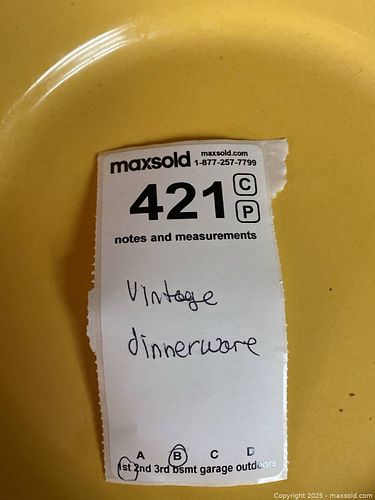 maxsold maxsold.com
1-877-257-7799
421 C
P
notes and measurements
Vintage
dinnerware
A B C D
1st 2nd 3rd bsmt garage outdoors
Copyright 2025 - maxsold.com